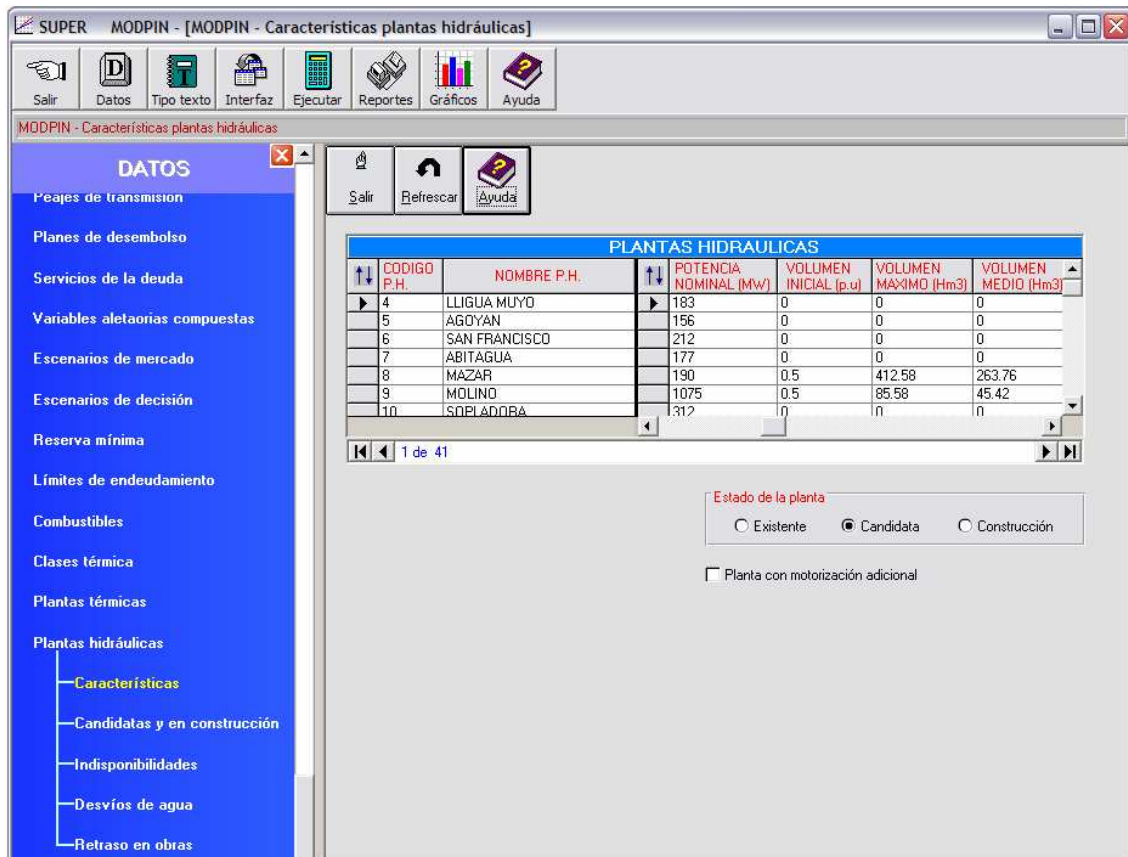 SUPER MODPIN - [MODPIN - Características plantas hidráulicas]
Salir Datos Tipo texto Interfaz Ejecutar Reportes Gráficos Ayuda
MODPIN - Características plantas hidráulicas
DATOS
Peajes de transmisión
Planes de desembolso
Servicios de la deuda
Variables aletaorias compuestas
Escenarios de mercado
Escenarios de decisión
Reserva mínima
Límites de endeudamiento
Combustibles
Clases térmica
Plantas térmicas
Plantas hidráulicas
Características
Candidatas y en construcción
Indisponibilidades
Desvíos de agua
Retraso en obras
Salir Refrescar Ayuda
PLANTAS HIDRAULICAS
CODIGO P.H. NOMBRE P.H. POTENCIA NOMINAL (MW) VOLUMEN INICIAL (p.u) VOLUMEN MAXIMO (Hm3) VOLUMEN MEDIO (Hm3)
4 LLIGUA MUYO 183 0 0 0
5 AGOYAN 156 0 0 0
6 SAN FRANCISCO 212 0 0 0
7 ABITAGUA 177 0 0 0
8 MAZAR 190 0.5 412.58 263.76
9 MOLINO 1075 0.5 85.58 45.42
10 SOPLADORA 312 0 0 0
1 de 41
Estado de la planta
Existente Candidata Construcción
Planta con motorización adicional